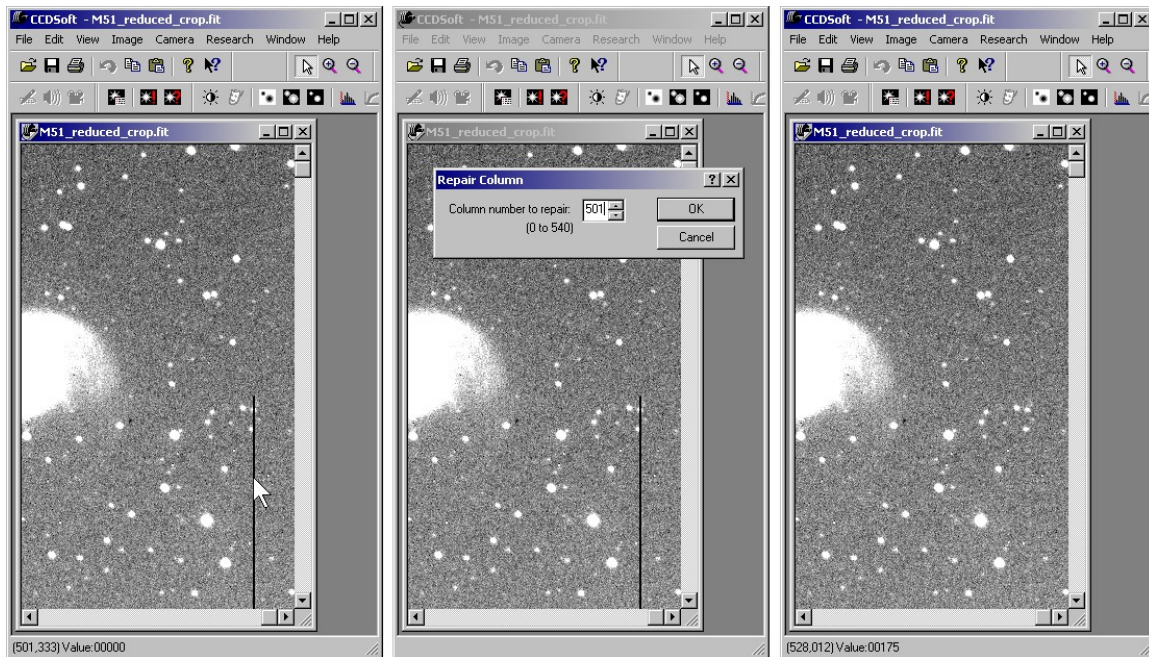 CCDSoft - M51_reduced_crop.fit
File Edit View Image Camera Research Window Help
M51_reduced_crop.fit
(501,333) Value:00000
CCDSoft - M51_reduced_crop.fit
File Edit View Image Camera Research Window Help
M51_reduced_crop.fit
Repair Column
Column number to repair: 501
(0 to 540)
OK
Cancel
CCDSoft - M51_reduced_crop.fit
File Edit View Image Camera Research Window Help
M51_reduced_crop.fit
(528,012) Value:00175